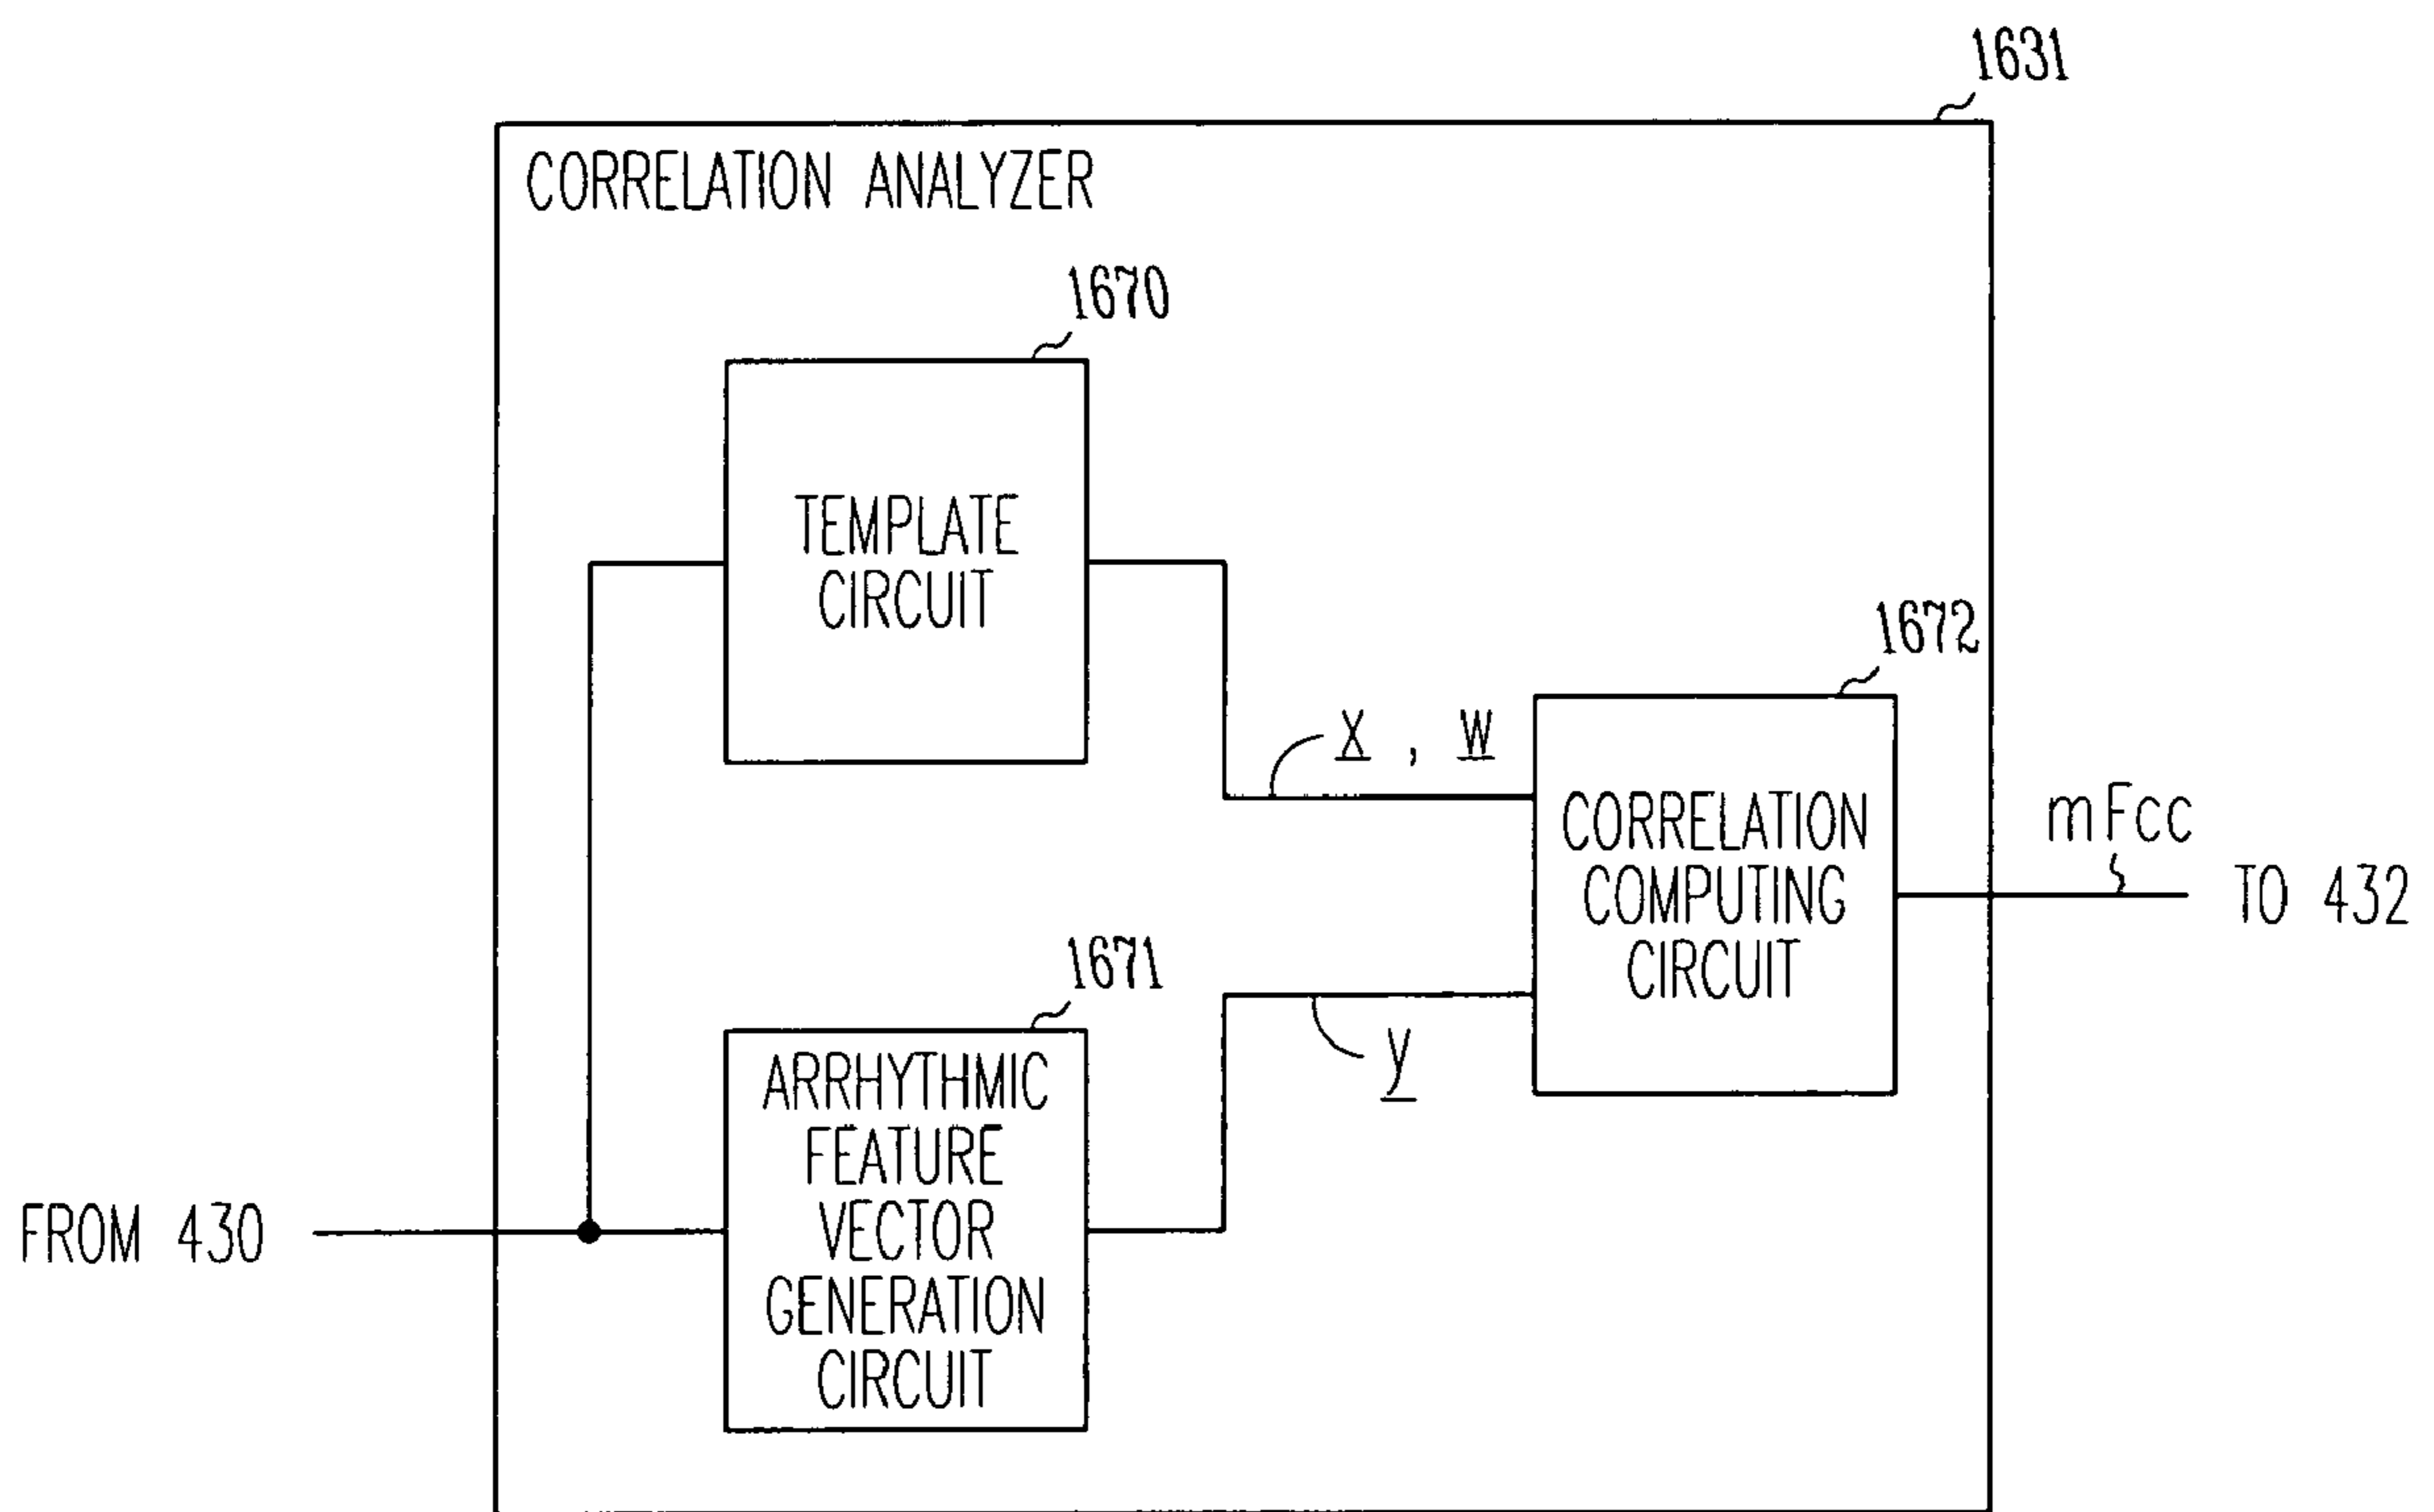 1631
CORRELATION ANALYZER
1670
TEMPLATE
CIRCUIT
1672
X , W
CORRELATION
COMPUTING
CIRCUIT
mFcc
TO 432
1671
y
ARRHYTHMIC
FEATURE
VECTOR
GENERATION
CIRCUIT
FROM 430